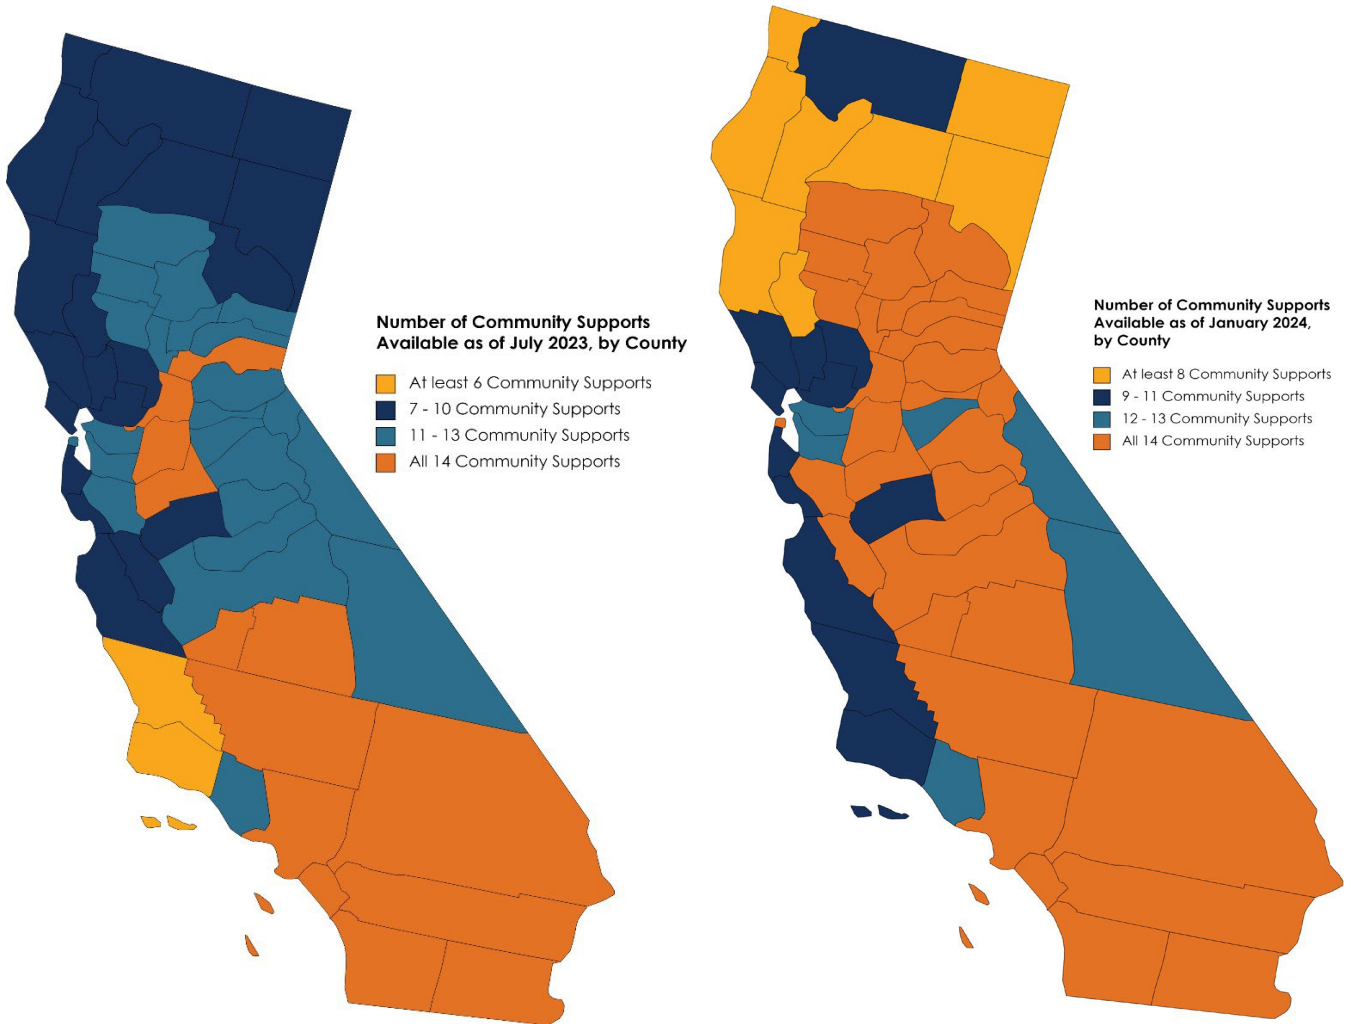 Number of Community Supports
Available as of July 2023, by County
At least 6 Community Supports
7 - 10 Community Supports
11 - 13 Community Supports
All 14 Community Supports
Number of Community Supports
Available as of January 2024,
by County
At least 8 Community Supports
9 - 11 Community Supports
12 - 13 Community Supports
All 14 Community Supports